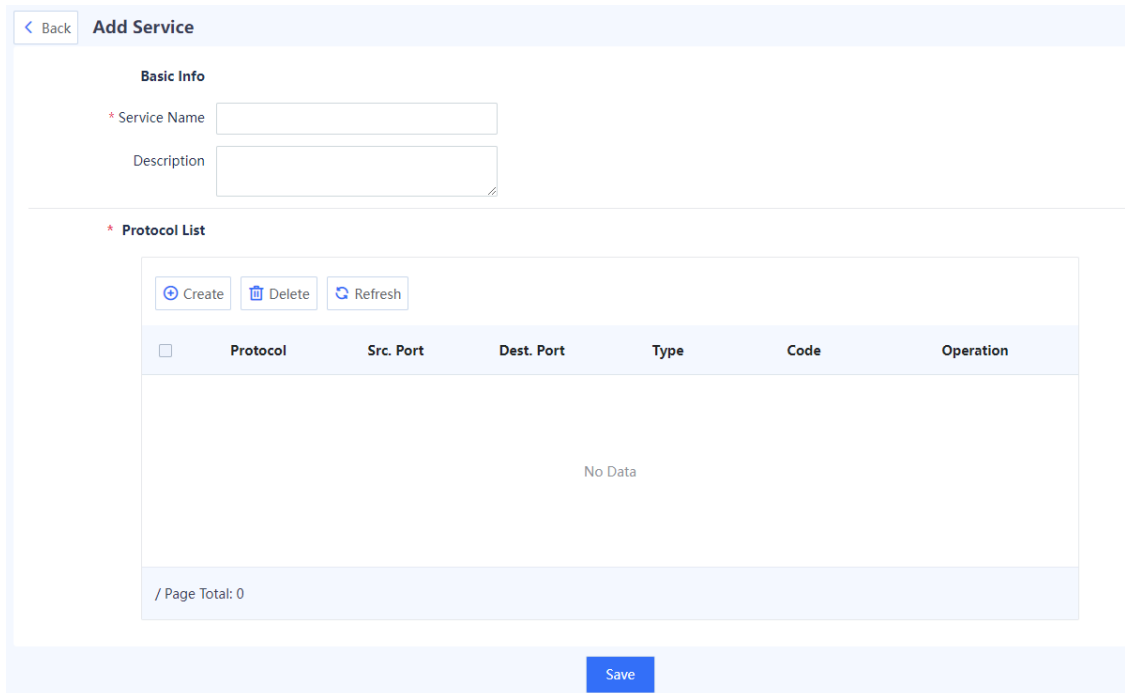 Back Add Service
Basic Info
* Service Name
Description
* Protocol List
Create Delete Refresh
Protocol Src. Port Dest. Port Type Code Operation
No Data
/ Page Total: 0
Save